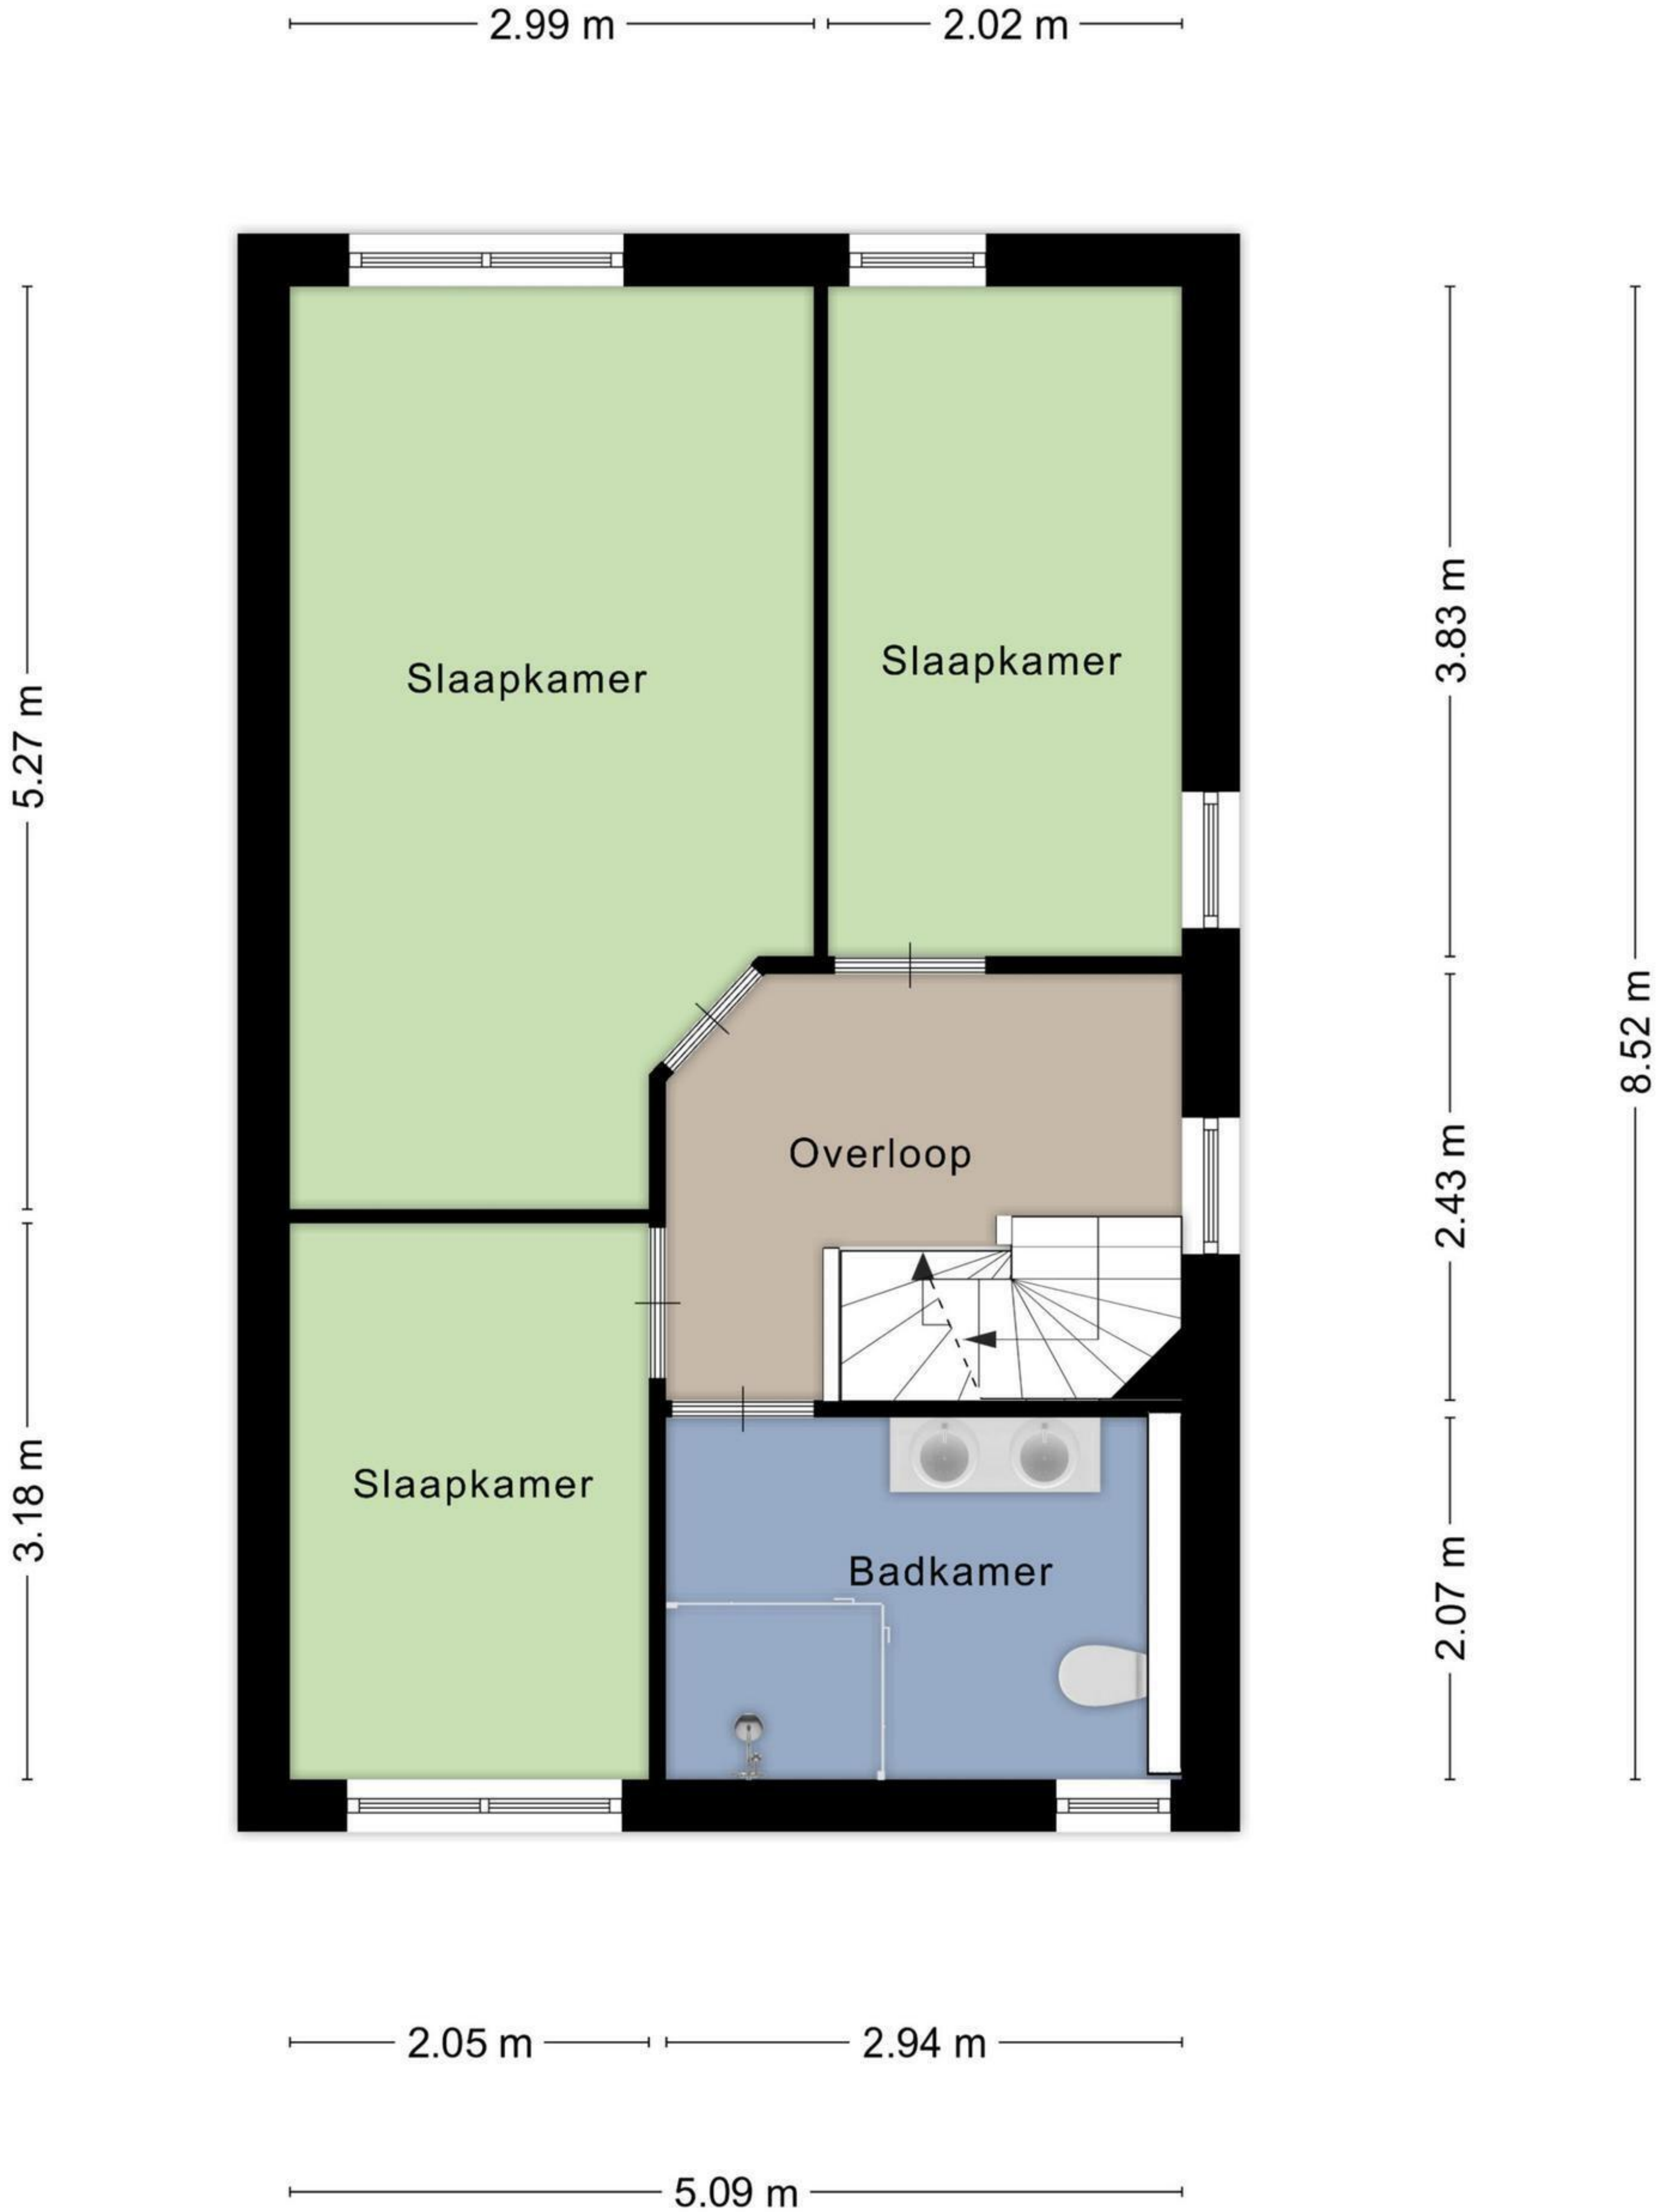 2.99 m
2.02 m
5.27 m
3.18 m
Slaapkamer
Slaapkamer
Overloop
Slaapkamer
Badkamer
3.83 m
2.43 m
2.07 m
8.52 m
2.05 m
2.94 m
5.09 m